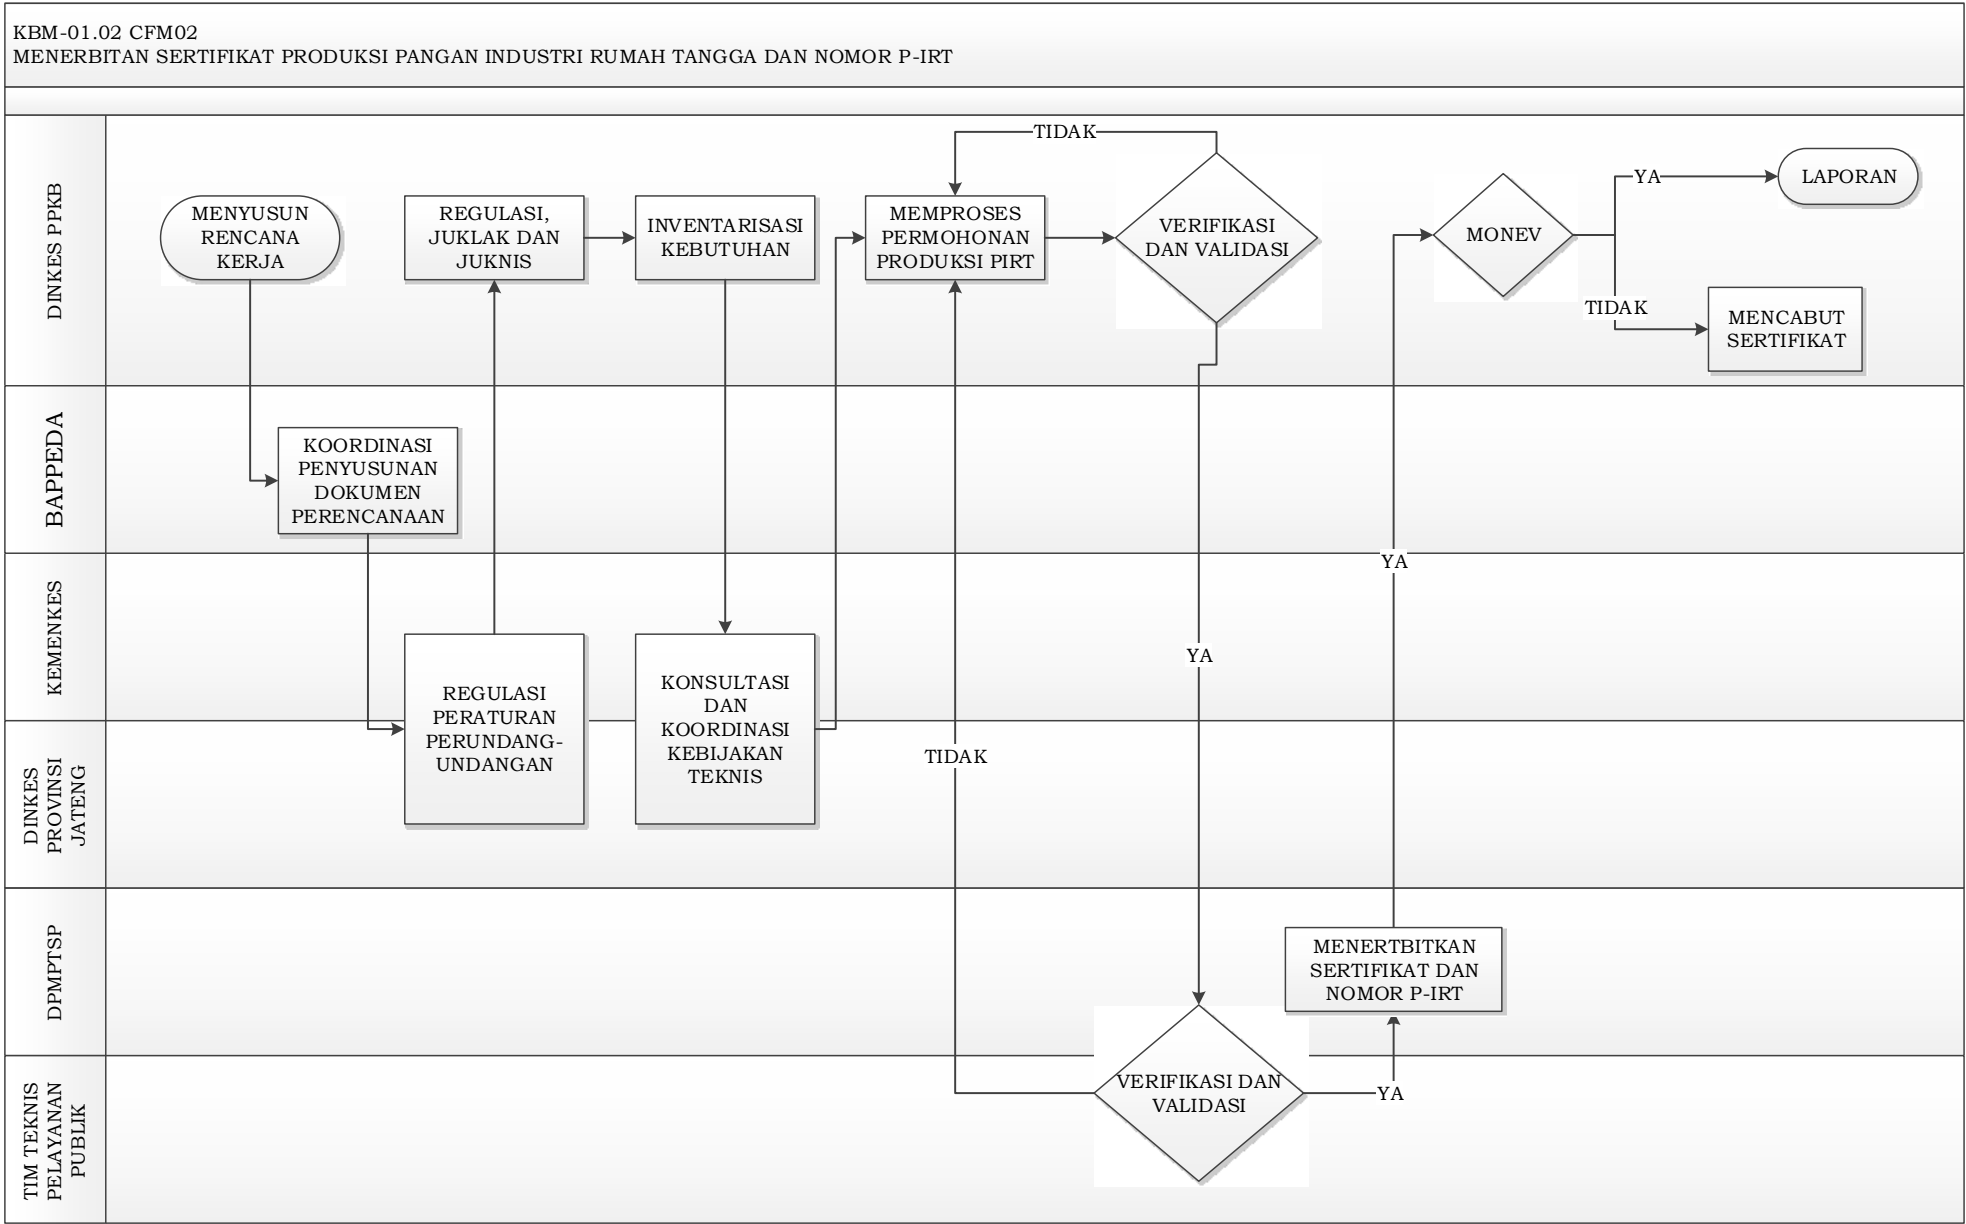 KBM-01.02 CFM02
MENERBITAN SERTIFIKAT PRODUKSI PANGAN INDUSTRI RUMAH TANGGA DAN NOMOR P-IRT
DINKES PPKB
MENYUSUN
RENCANA
KERJA
REGULASI,
JUKLAK DAN
JUKNIS
INVENTARISASI
KEBUTUHAN
MEMPROSES
PERMOHONAN
PRODUKSI PIRT
TIDAK
VERIFIKASI
DAN VALIDASI
MONEV
YA
LAPORAN
TIDAK
MENCABUT
SERTIFIKAT
BAPPEDA
KOORDINASI
PENYUSUNAN
DOKUMEN
PERENCANAAN
KEMENKES
YA
YA
REGULASI
PERATURAN
PERUNDANG-
UNDANGAN
KONSULTASI
DAN
KOORDINASI
KEBIJAKAN
TEKNIS
DINKES
PROVINSI
JATENG
TIDAK
DPMPTSP
MENERTBITKAN
SERTIFIKAT DAN
NOMOR P-IRT
TIM TEKNIS
PELAYANAN
PUBLIK
VERIFIKASI DAN
VALIDASI
YA